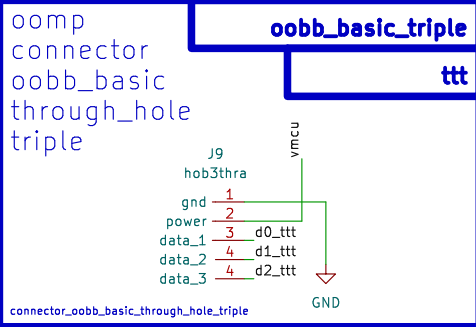 oomp
connector
oobb_basic
through_hole
triple
oobb_basic_triple
ttt
vmcu
J9
hob3thra
gnd 1
power 2
data_1 3 d0_ttt
data_2 4 d1_ttt
data_3 4 d2_ttt
GND
connector_oobb_basic_through_hole_triple